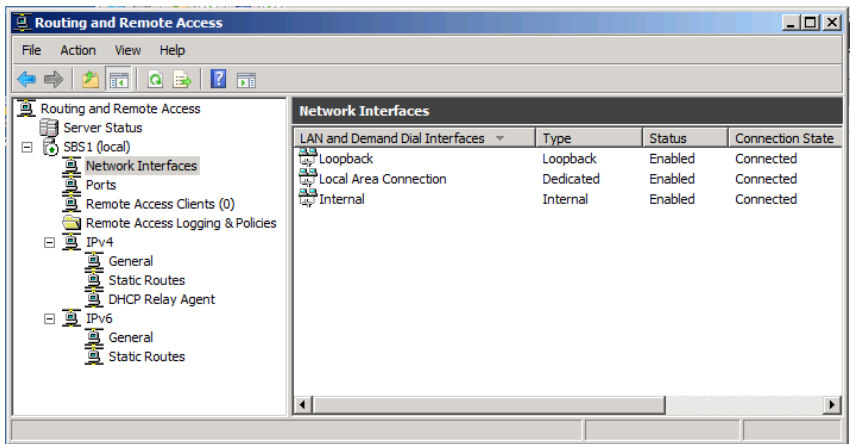 Routing and Remote Access
File Action View Help
Routing and Remote Access
Server Status
SBS1 (local)
Network Interfaces
Ports
Remote Access Clients (0)
Remote Access Logging & Policies
IPv4
General
Static Routes
DHCP Relay Agent
IPv6
General
Static Routes
Network Interfaces
LAN and Demand Dial Interfaces Type Status Connection State
Loopback Loopback Enabled Connected
Local Area Connection Dedicated Enabled Connected
Internal Internal Enabled Connected